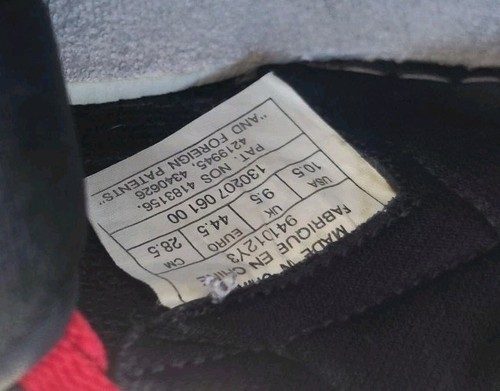 MADE IN CHINA
FABRIQUE EN CHINE
941012Y3
USA UK EURO CM
10.5 9.5 44.5 28.5
130207 061 00
PAT. NOS 4183156.
4219945, 4340626
"AND FOREIGN PATENTS"